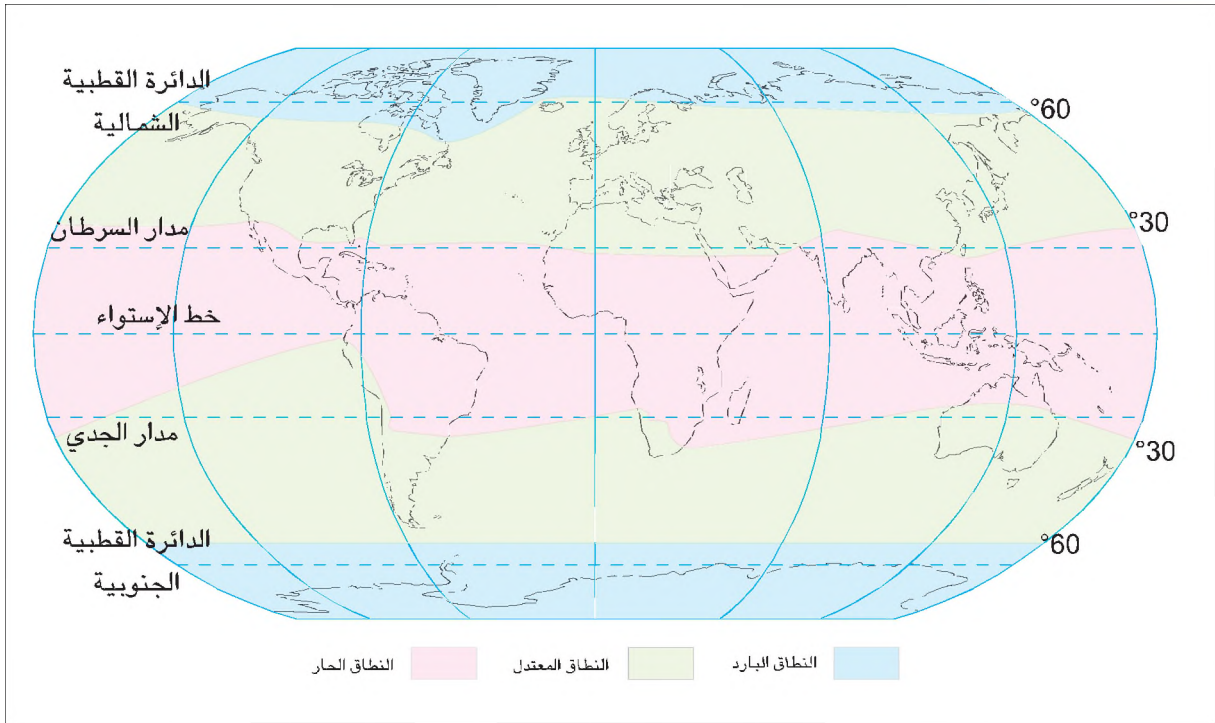 الدائرة القطبية
الشمالية
°60
مدار السرطان
°30
خط الإستواء
مدار الجدي
°30
الدائرة القطبية
الجنوبية
°60
النطاق البارد
النطاق المعتدل
النطاق الحار